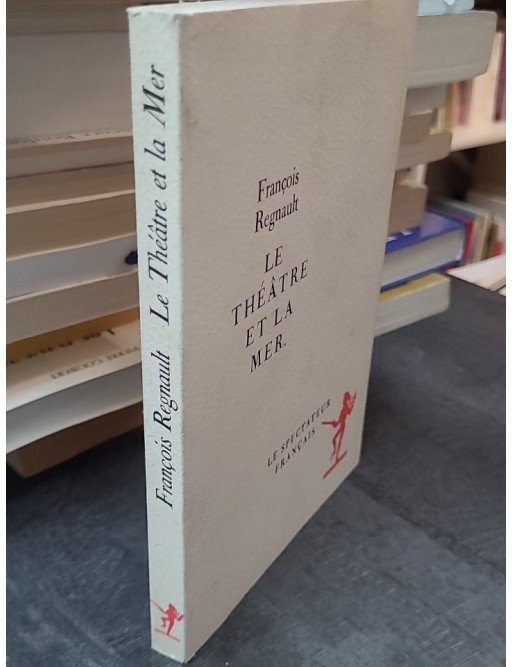 François Regnault Le Théâtre et la Mer
François
Regnault
LE
THÉÂTRE
ET LA
MER.
LE SPECTATEUR
FRANÇAIS